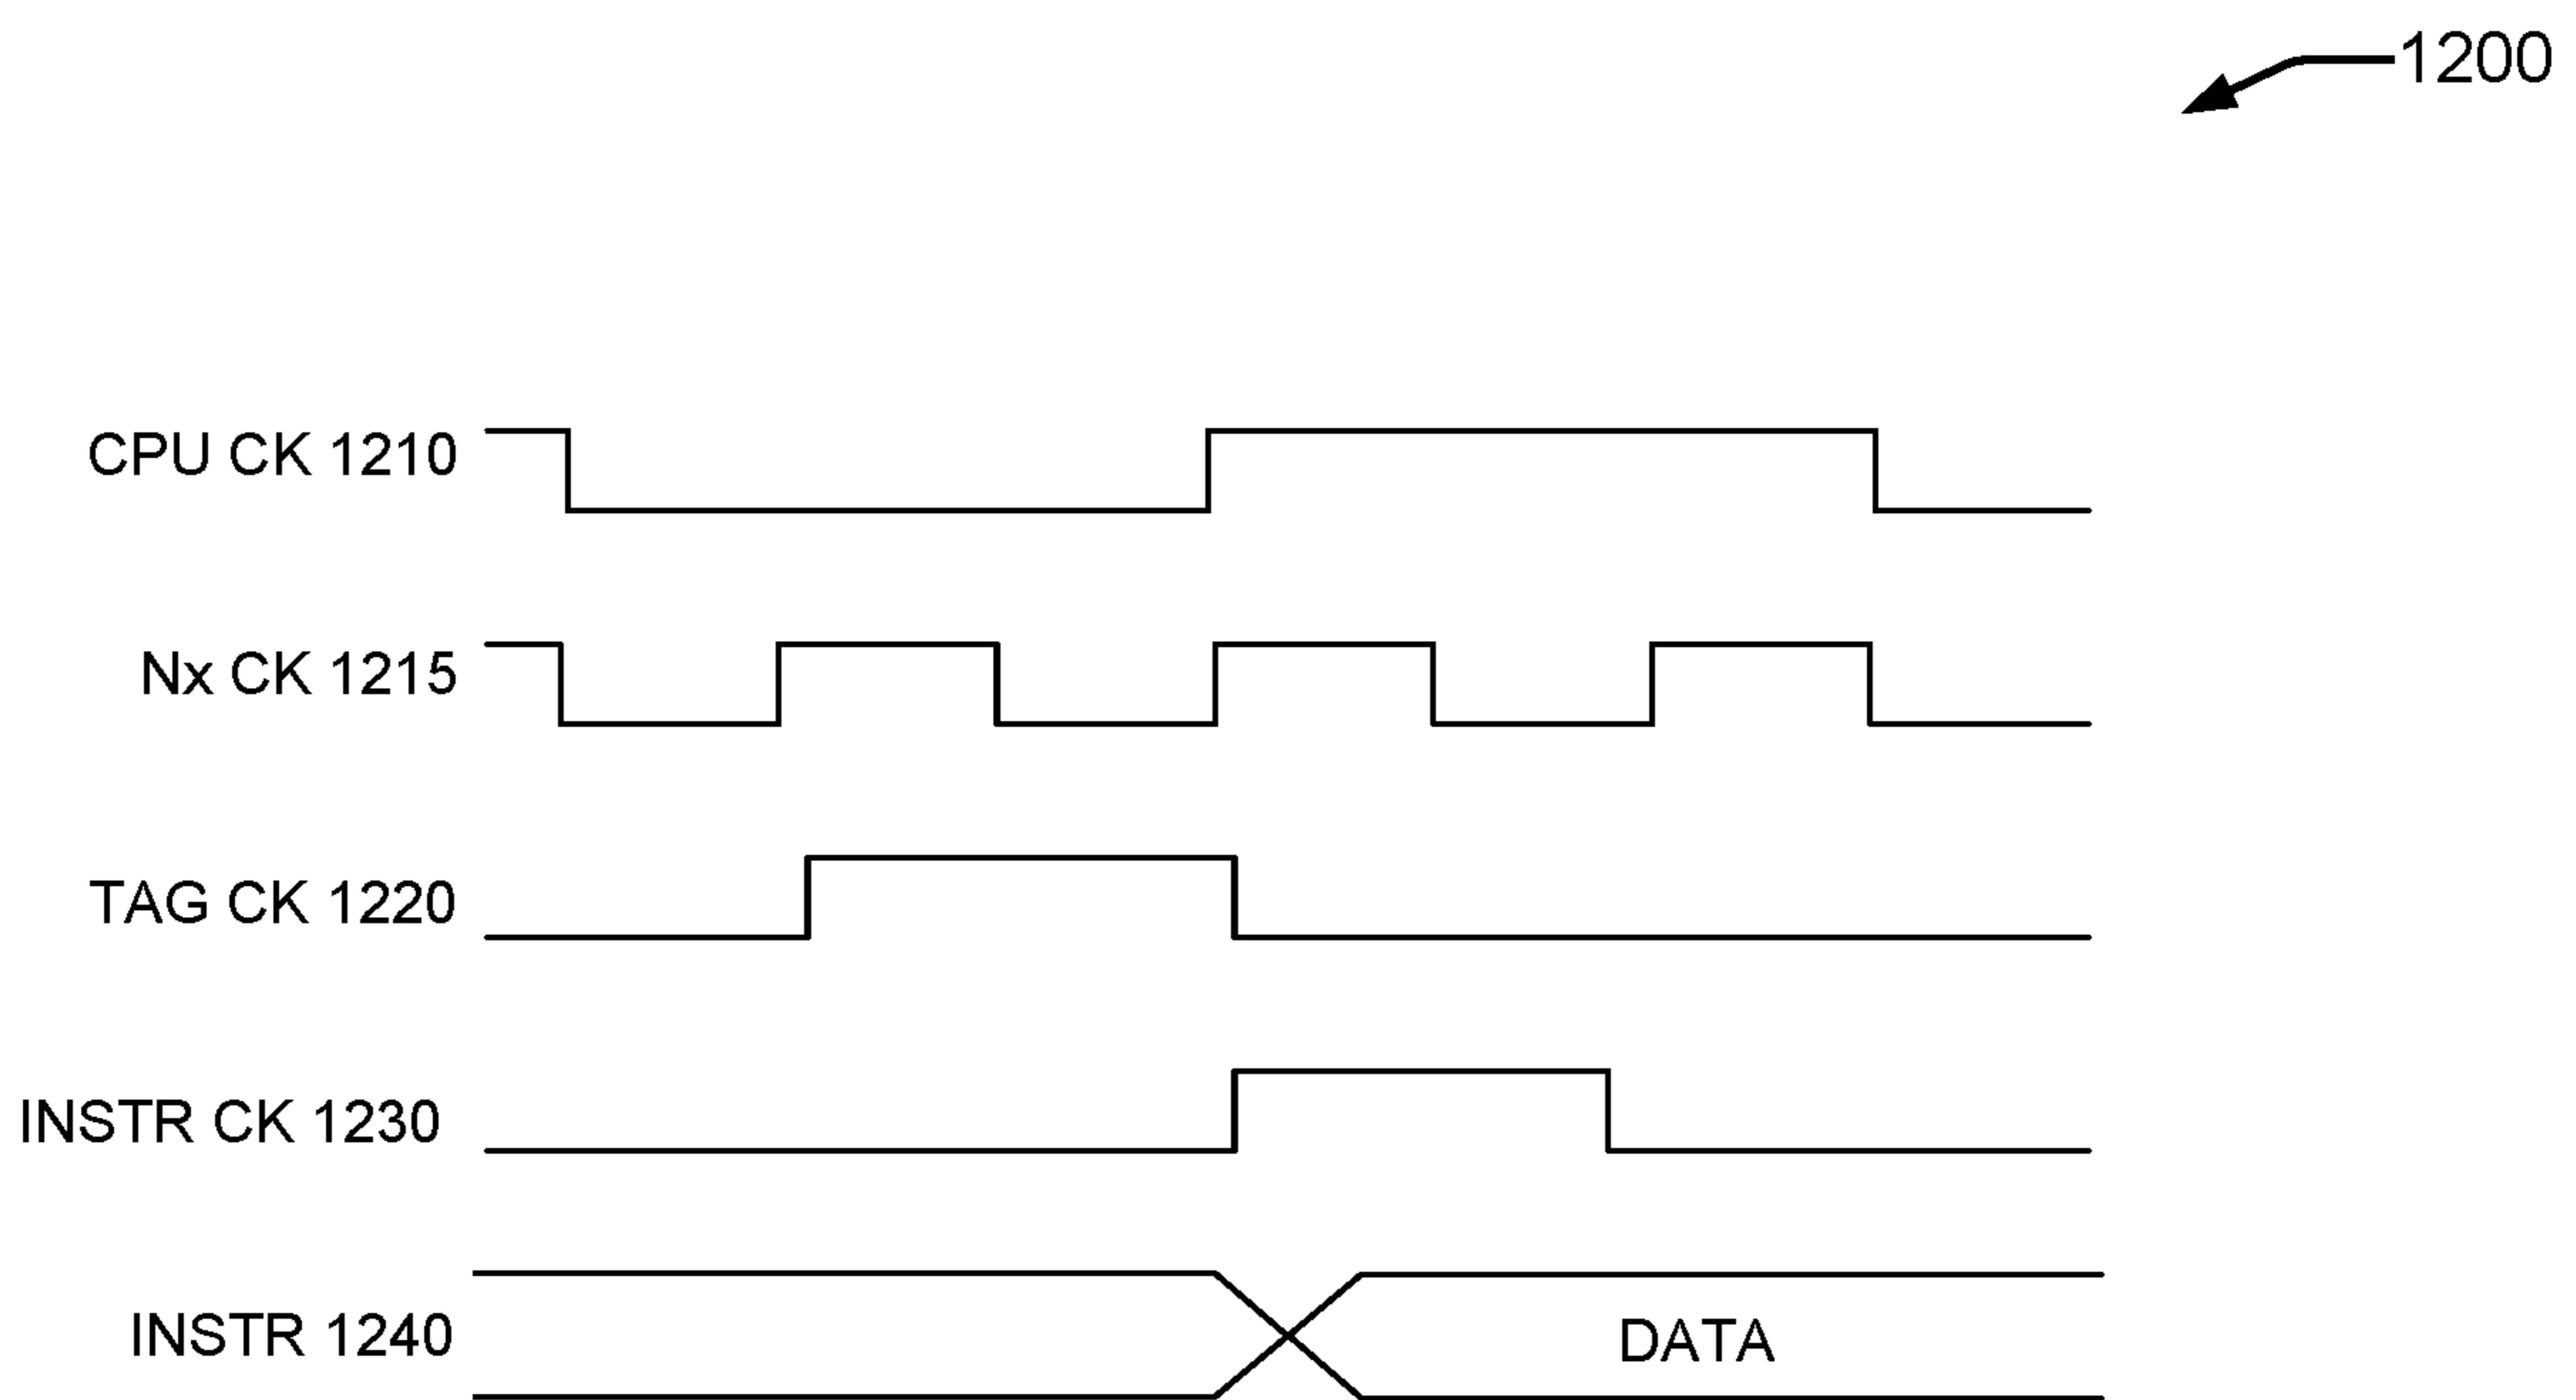 1200
CPU CK 1210
Nx CK 1215
TAG CK 1220
INSTR CK 1230
INSTR 1240
DATA